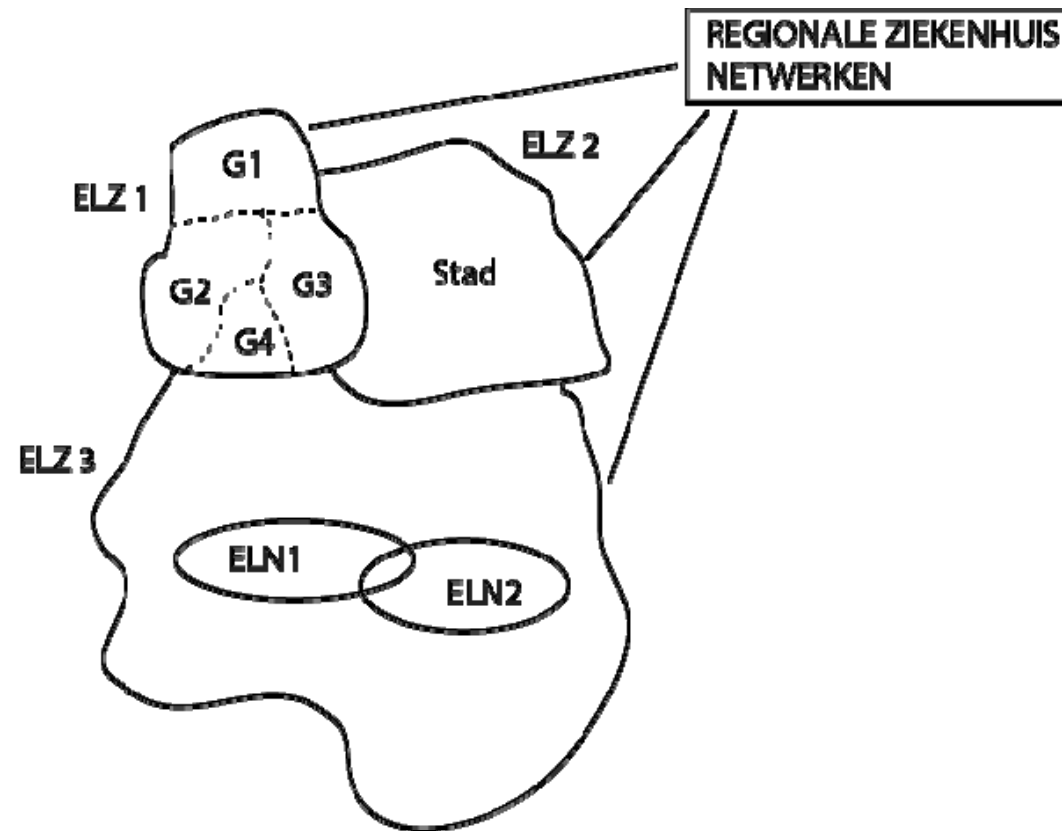 REGIONALE ZIEKENHUIS
NETWERKEN
ELZ 2
G1
ELZ 1
Stad
G2
G3
G4
ELZ 3
ELN1
ELN2